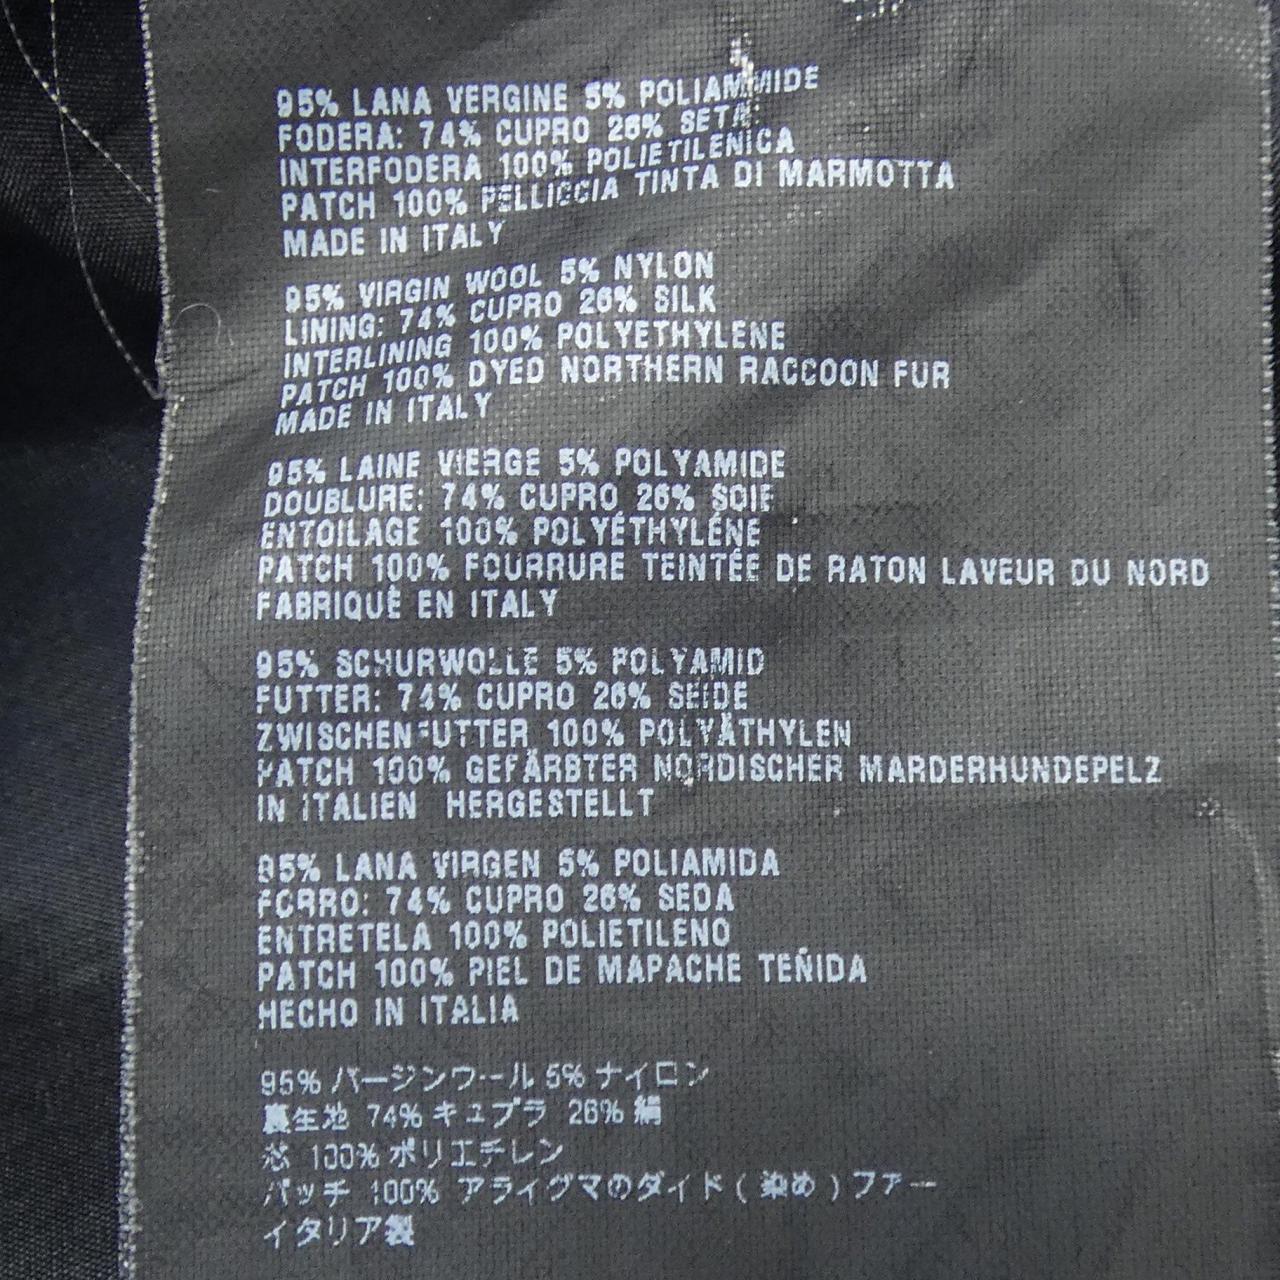 95% LANA VERGINE 5% POLIAMMIDE
FODERA: 74% CUPRO 26% SETA
INTERFODERA 100% POLIETILENICA
PATCH 100% PELLICCIA TINTA DI MARMOTTA
MADE IN ITALY
95% VIRGIN WOOL 5% NYLON
LINING: 74% CUPRO 26% SILK
INTERLINING 100% POLYETHYLENE
PATCH 100% DYED NORTHERN RACCOON FUR
MADE IN ITALY
95% LAINE VIERGE 5% POLYAMIDE
DOUBLURE: 74% CUPRO 26% SOIE
ENTOILAGE 100% POLYÉTHYLÉNE
PATCH 100% FOURRURE TEINTÉE DE RATON LAVEUR DU NORD
FABRIQUÈ EN ITALY
95% SCHURWOLLE 5% POLYAMID
FUTTER: 74% CUPRO 26% SEIDE
ZWISCHENFUTTER 100% POLYÄTHYLEN
PATCH 100% GEFÄRBTER NORDISCHER MARDERHUNDEPELZ
IN ITALIEN HERGESTELLT
95% LANA VIRGEN 5% POLIAMIDA
FORRO: 74% CUPRO 26% SEDA
ENTRETELA 100% POLIETILENO
PATCH 100% PIEL DE MAPACHE TEÑIDA
HECHO IN ITALIA
95% バージンウール 5% ナイロン
裏生地 74% キュプラ 26% 絹
芯 100% ポリエチレン
パッチ 100% アライグマのダイド ( 染め ) ファー
イタリア製